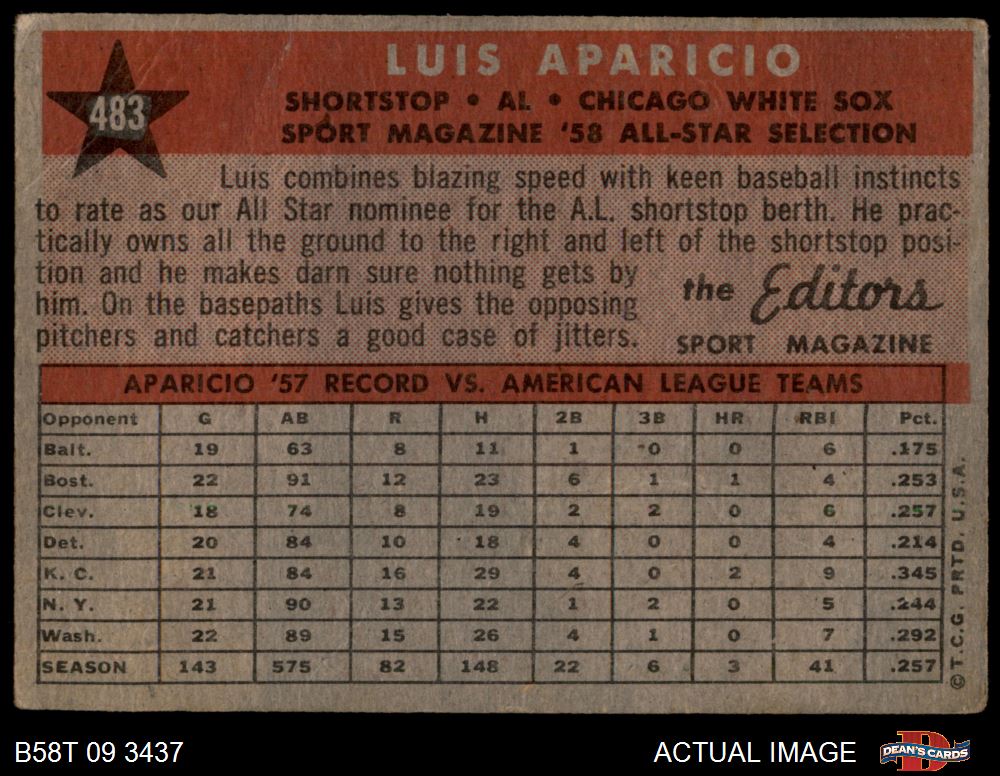 LUIS APARICIO
483
SHORTSTOP • AL • CHICAGO WHITE SOX
SPORT MAGAZINE '58 ALL-STAR SELECTION
Luis combines blazing speed with keen baseball instincts
to rate as our All Star nominee for the A.L. shortstop berth. He prac-
tically owns all the ground to the right and left of the shortstop posi-
tion and he makes darn sure nothing gets by
him. On the basepaths Luis gives the opposing
pitchers and catchers a good case of jitters.
the Editors
SPORT MAGAZINE
APARICIO '57 RECORD VS. AMERICAN LEAGUE TEAMS
Opponent G AB R H 2B 3B HR RBI Pct.
Balt. 19 63 8 11 1 0 0 6 .175
Bost. 22 91 12 23 6 1 1 4 .253
Clev. 18 74 8 19 2 2 0 6 .257
Det. 20 84 10 18 4 0 0 4 .214
K. C. 21 84 16 29 4 0 2 9 .345
N. Y. 21 90 13 22 1 2 0 5 .244
Wash. 22 89 15 26 4 1 0 7 .292
SEASON 143 575 82 148 22 6 3 41 .257
© T.C.G. PRTD. U.S.A.
B58T 09 3437
ACTUAL IMAGE
D
DEAN'S CARDS